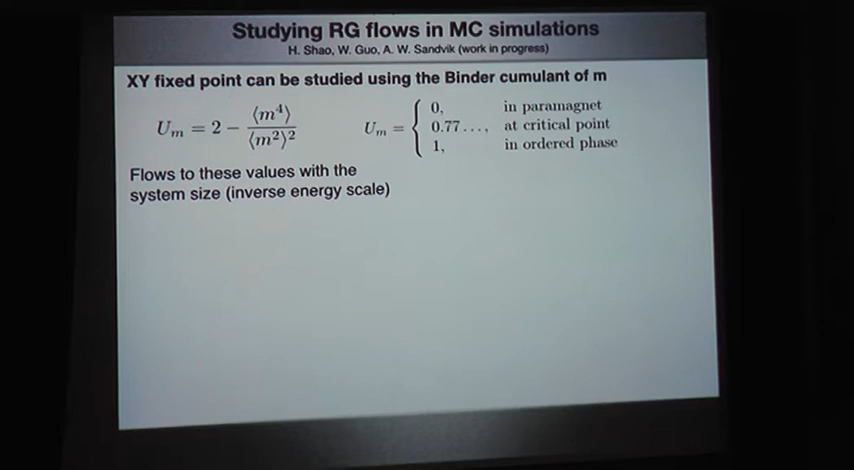 Studying RG flows in MC simulations
H. Shao, W. Guo, A. W. Sandvik (work in progress)
XY fixed point can be studied using the Binder cumulant of m
U_m = 2 − ⟨m⁴⟩ / ⟨m²⟩²
U_m = { 0, in paramagnet
0.77..., at critical point
1, in ordered phase
Flows to these values with the
system size (inverse energy scale)